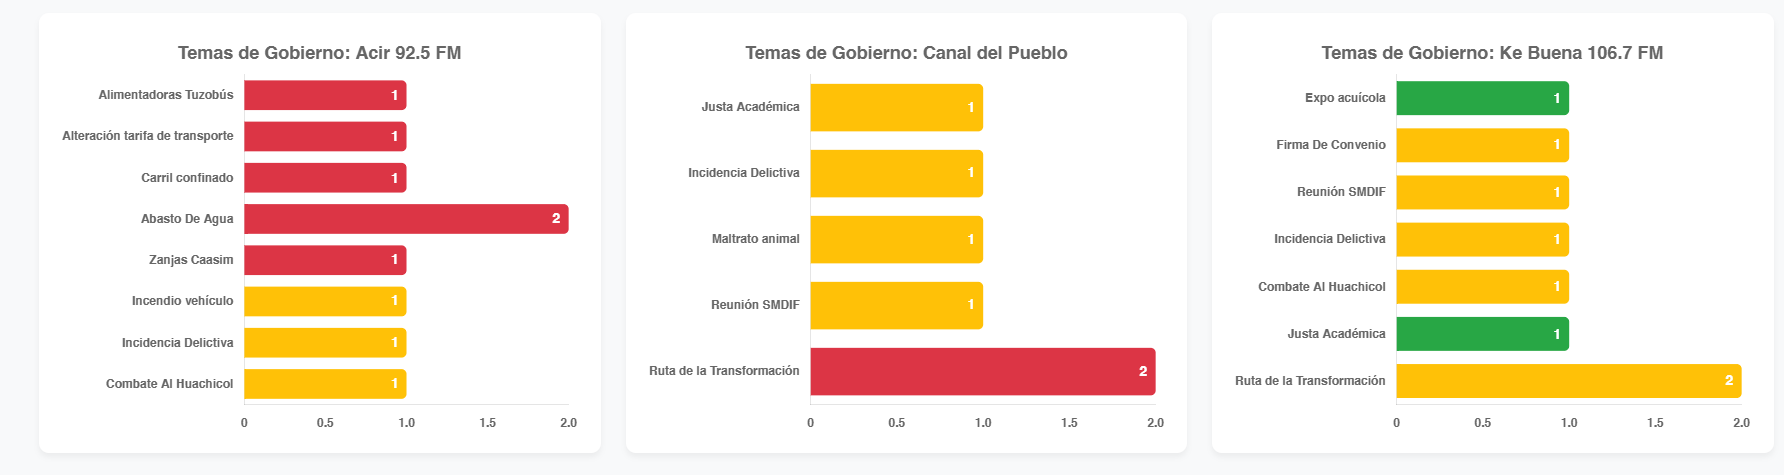 Temas de Gobierno: Acir 92.5 FM
Alimentadoras Tuzobús 1
Alteración tarifa de transporte 1
Carril confinado 1
Abasto De Agua 2
Zanjas Caasim 1
Incendio vehículo 1
Incidencia Delictiva 1
Combate Al Huachicol 1
0 0.5 1.0 1.5 2.0
Temas de Gobierno: Canal del Pueblo
Justa Académica 1
Incidencia Delictiva 1
Maltrato animal 1
Reunión SMDIF 1
Ruta de la Transformación 2
0 0.5 1.0 1.5 2.0
Temas de Gobierno: Ke Buena 106.7 FM
Expo acuícola 1
Firma De Convenio 1
Reunión SMDIF 1
Incidencia Delictiva 1
Combate Al Huachicol 1
Justa Académica 1
Ruta de la Transformación 2
0 0.5 1.0 1.5 2.0